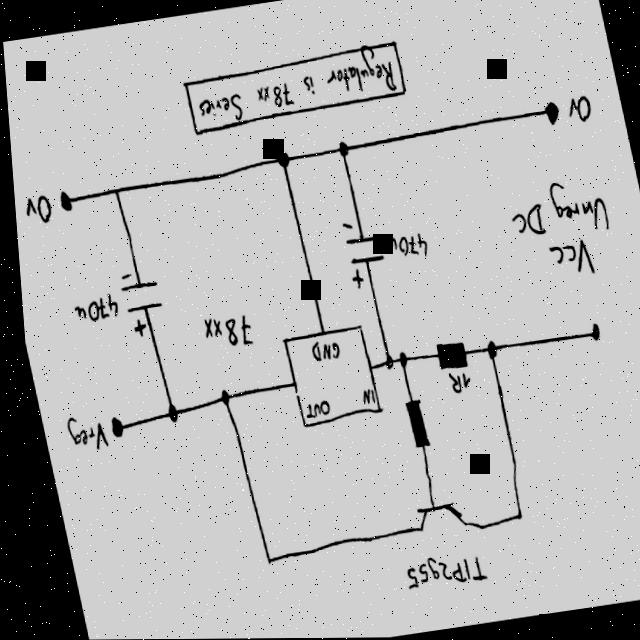 TIP2955
1R
Vreg
IN
OUT
GND
78xx
Vcc
Unreg DC
470u
+
-
470u
+
-
0V
0V
Regulator is 78xx Series